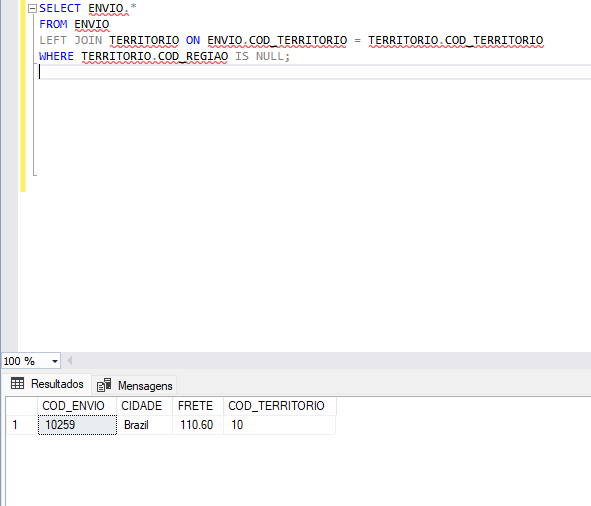 SELECT ENVIO.*
FROM ENVIO
LEFT JOIN TERRITORIO ON ENVIO.COD_TERRITORIO = TERRITORIO.COD_TERRITORIO
WHERE TERRITORIO.COD_REGIAO IS NULL;
100 %
Resultados Mensagens
COD_ENVIO CIDADE FRETE COD_TERRITORIO
1 10259 Brazil 110.60 10